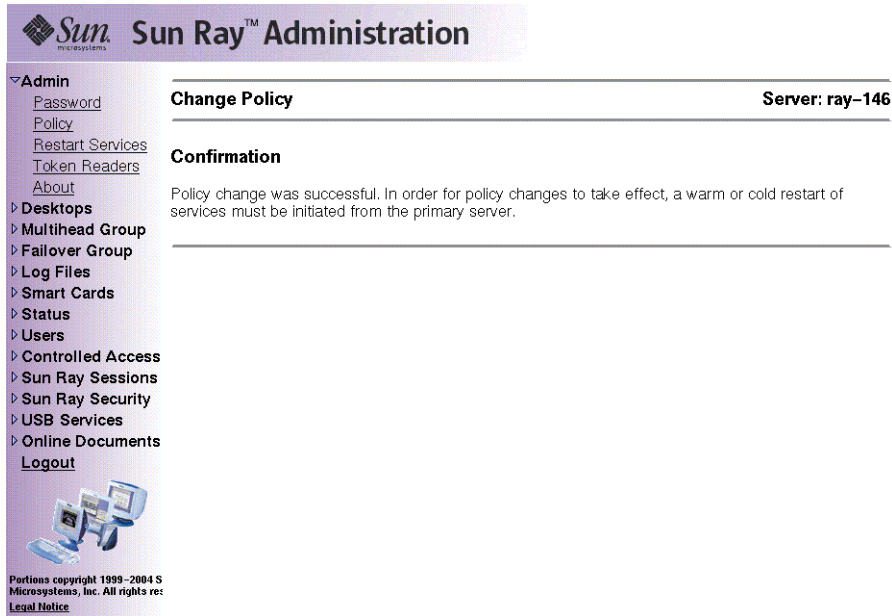 Sun microsystems Sun Ray™ Administration
▽Admin
Password
Policy
Restart Services
Token Readers
About
▷Desktops
▷Multihead Group
▷Failover Group
▷Log Files
▷Smart Cards
▷Status
▷Users
▷Controlled Access
▷Sun Ray Sessions
▷Sun Ray Security
▷USB Services
▷Online Documents
Logout
Portions copyright 1999–2004 S
Microsystems, Inc. All rights res
Legal Notice
Change Policy Server: ray–146
Confirmation
Policy change was successful. In order for policy changes to take effect, a warm or cold restart of
services must be initiated from the primary server.